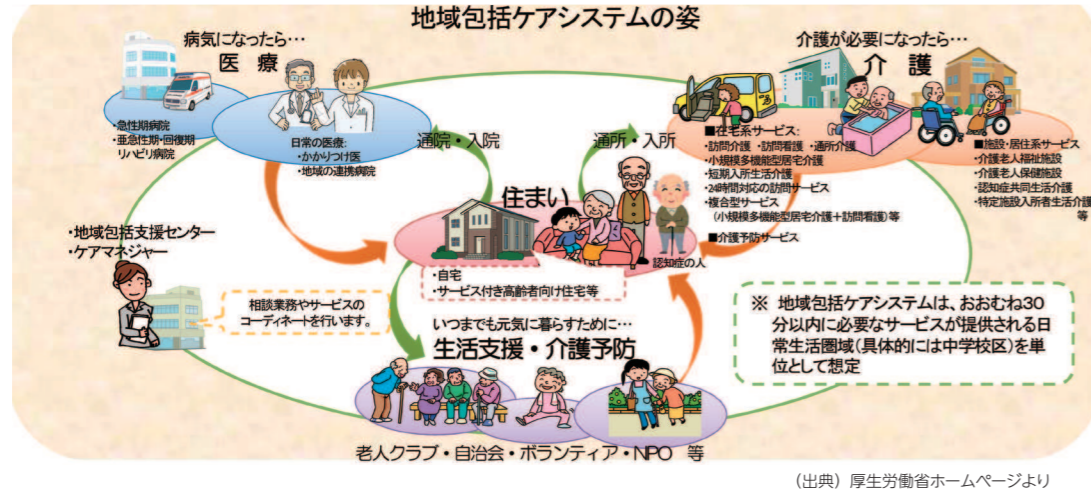 地域包括ケアシステムの姿
病気になったら…
医療
介護が必要になったら…
介護
・急性期病院
・亜急性期・回復期
リハビリ病院
日常の医療:
・かかりつけ医
・地域の連携病院
通院・入院
通所・入所
■在宅系サービス:
・訪問介護・訪問看護・通所介護
・小規模多機能型居宅介護
・短期入所生活介護
・24時間対応の訪問サービス
・複合型サービス
(小規模多機能型居宅介護+訪問看護)等
■介護予防サービス
■施設・居住系サービス
・介護老人福祉施設
・介護老人保健施設
・認知症共同生活介護
・特定施設入所者生活介護
等
住まい
認知症の人
・自宅
・サービス付き高齢者向け住宅等
・地域包括支援センター
・ケアマネジャー
相談業務やサービスの
コーディネートを行います。
いつまでも元気に暮らすために…
生活支援・介護予防
※ 地域包括ケアシステムは、おおむね30
分以内に必要なサービスが提供される日
常生活圏域(具体的には中学校区)を単
位として想定
老人クラブ・自治会・ボランティア・NPO 等
(出典)厚生労働省ホームページより